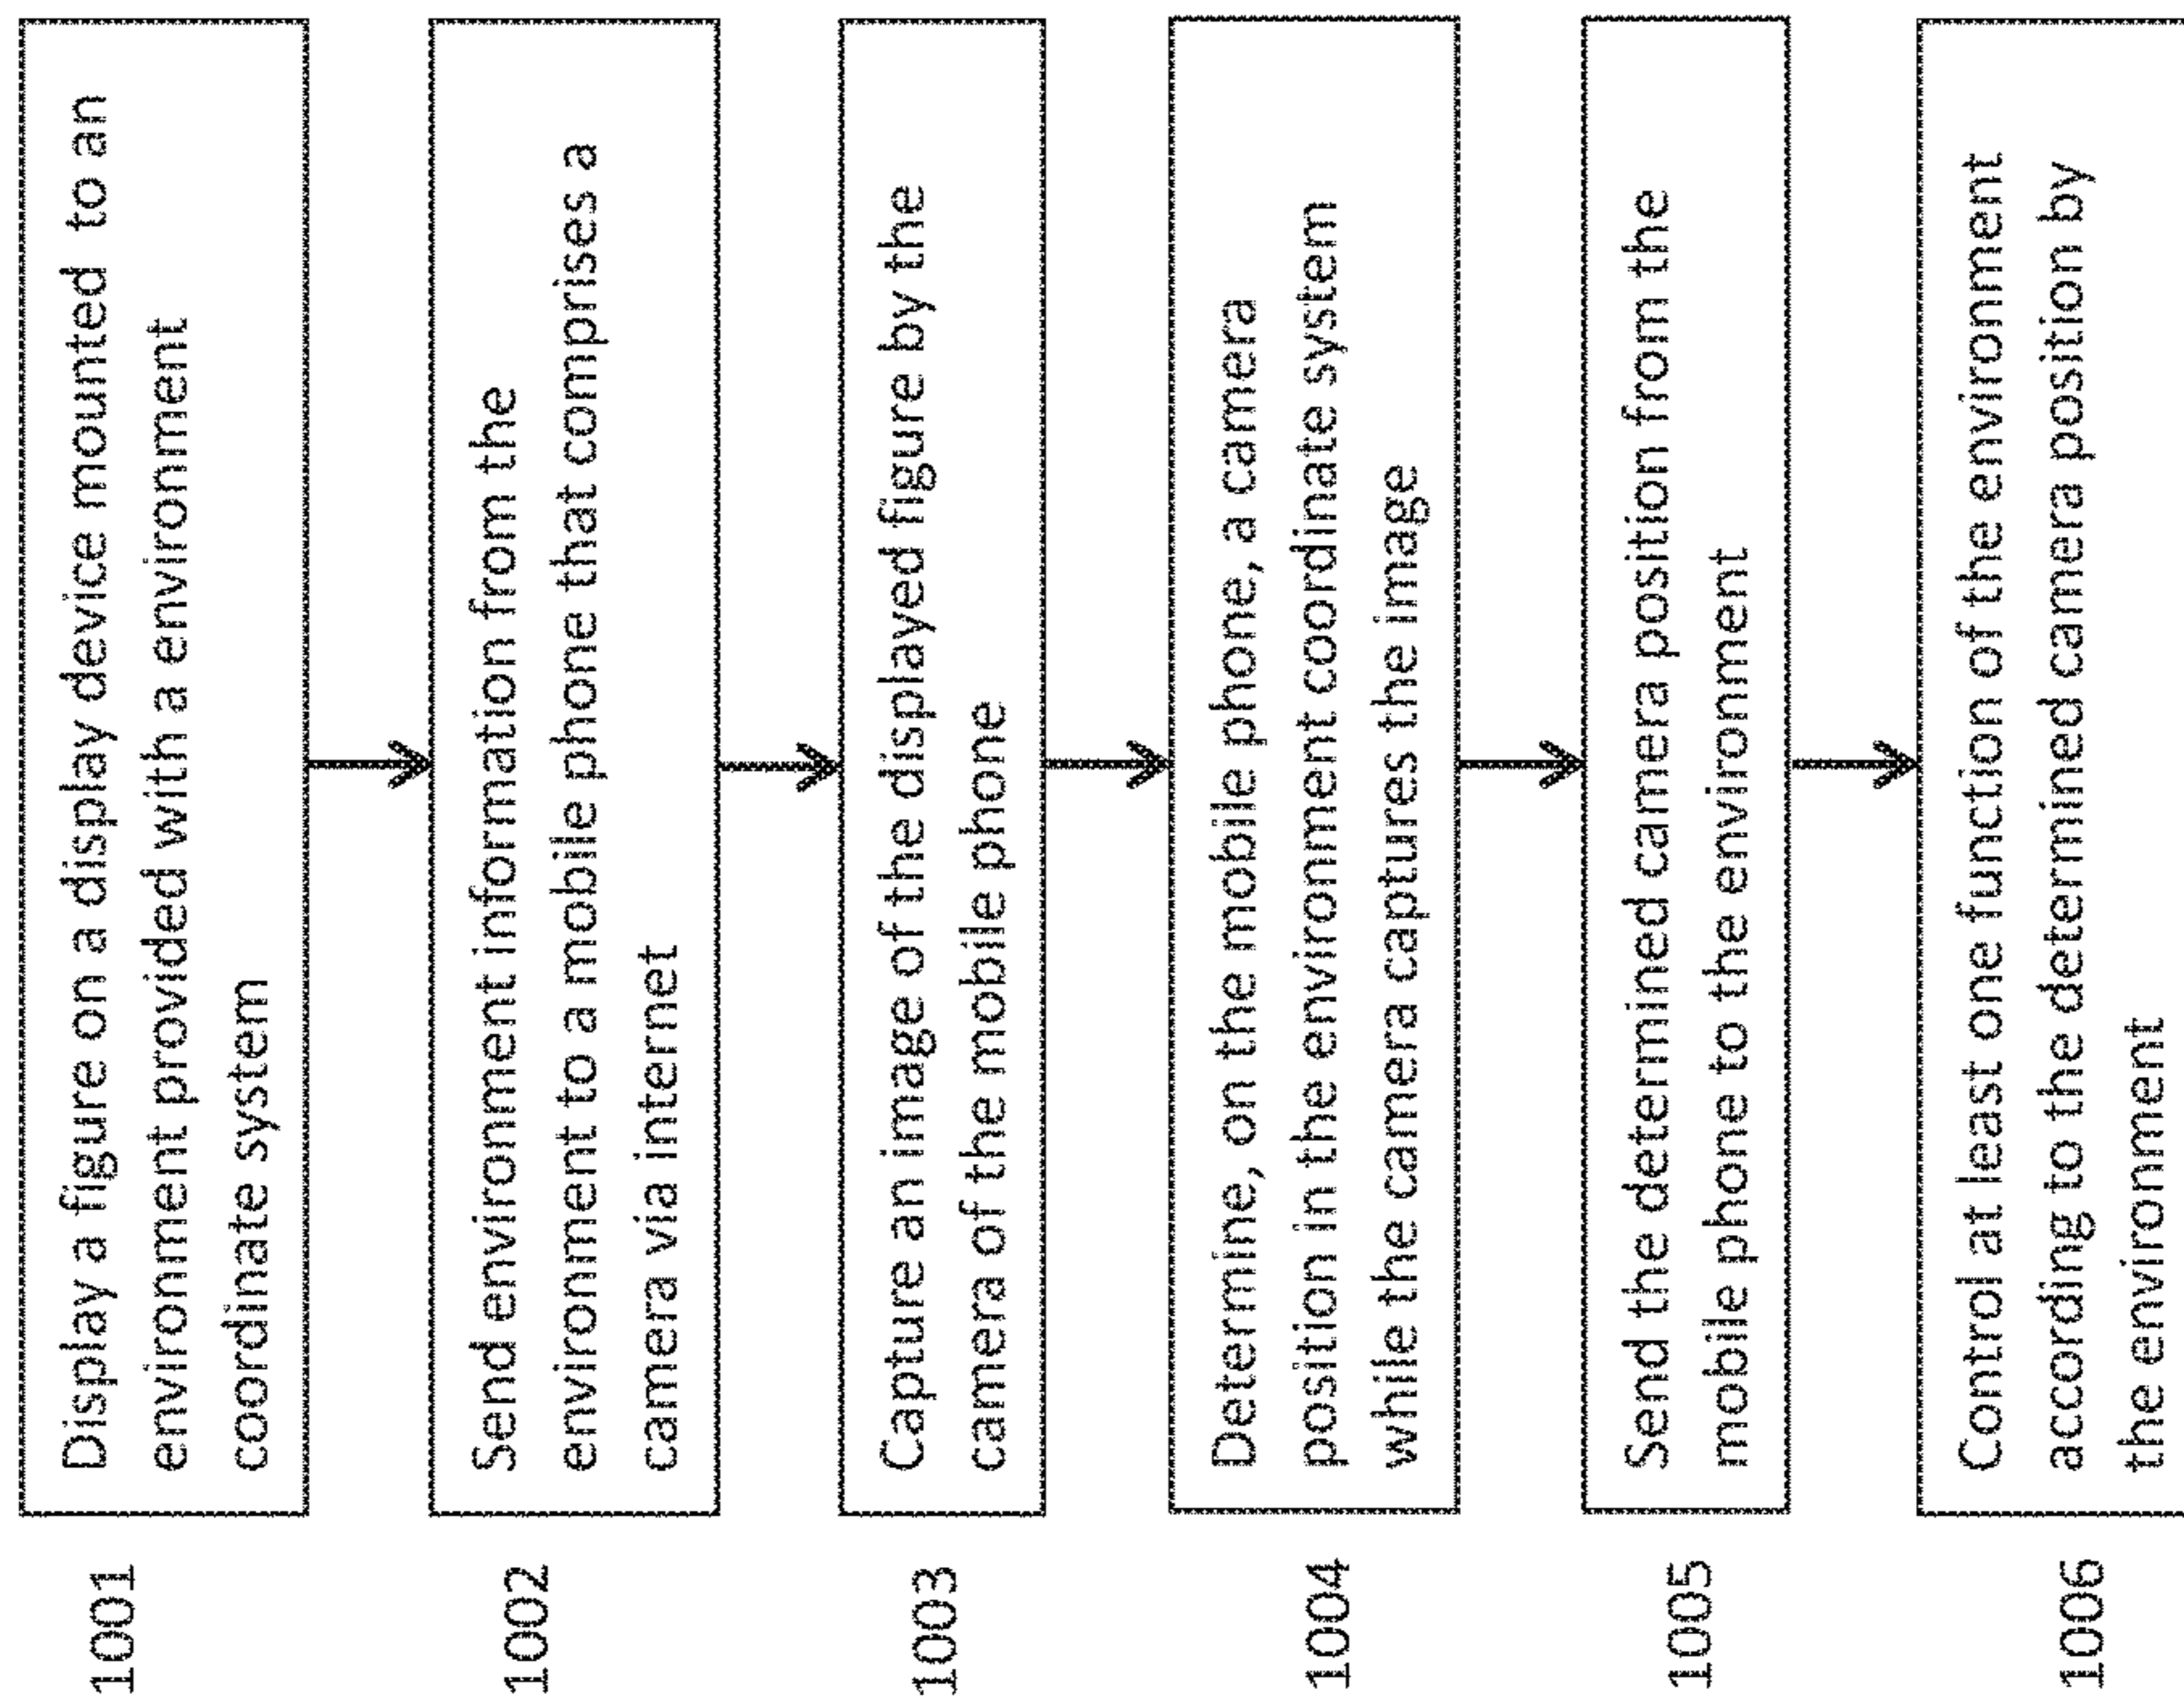 1001
Display a figure on a display device mounted to an
environment provided with a environment
coordinate system
1002
Send environment information from the
environment to a mobile phone that comprises a
camera via internet
1003
Capture an image of the displayed figure by the
camera of the mobile phone
1004
Determine, on the mobile phone, a camera
position in the environment coordinate system
while the camera captures the image
1005
Send the determined camera position from the
mobile phone to the environment
1006
Control at least one function of the environment
according to the determined camera position by
the environment